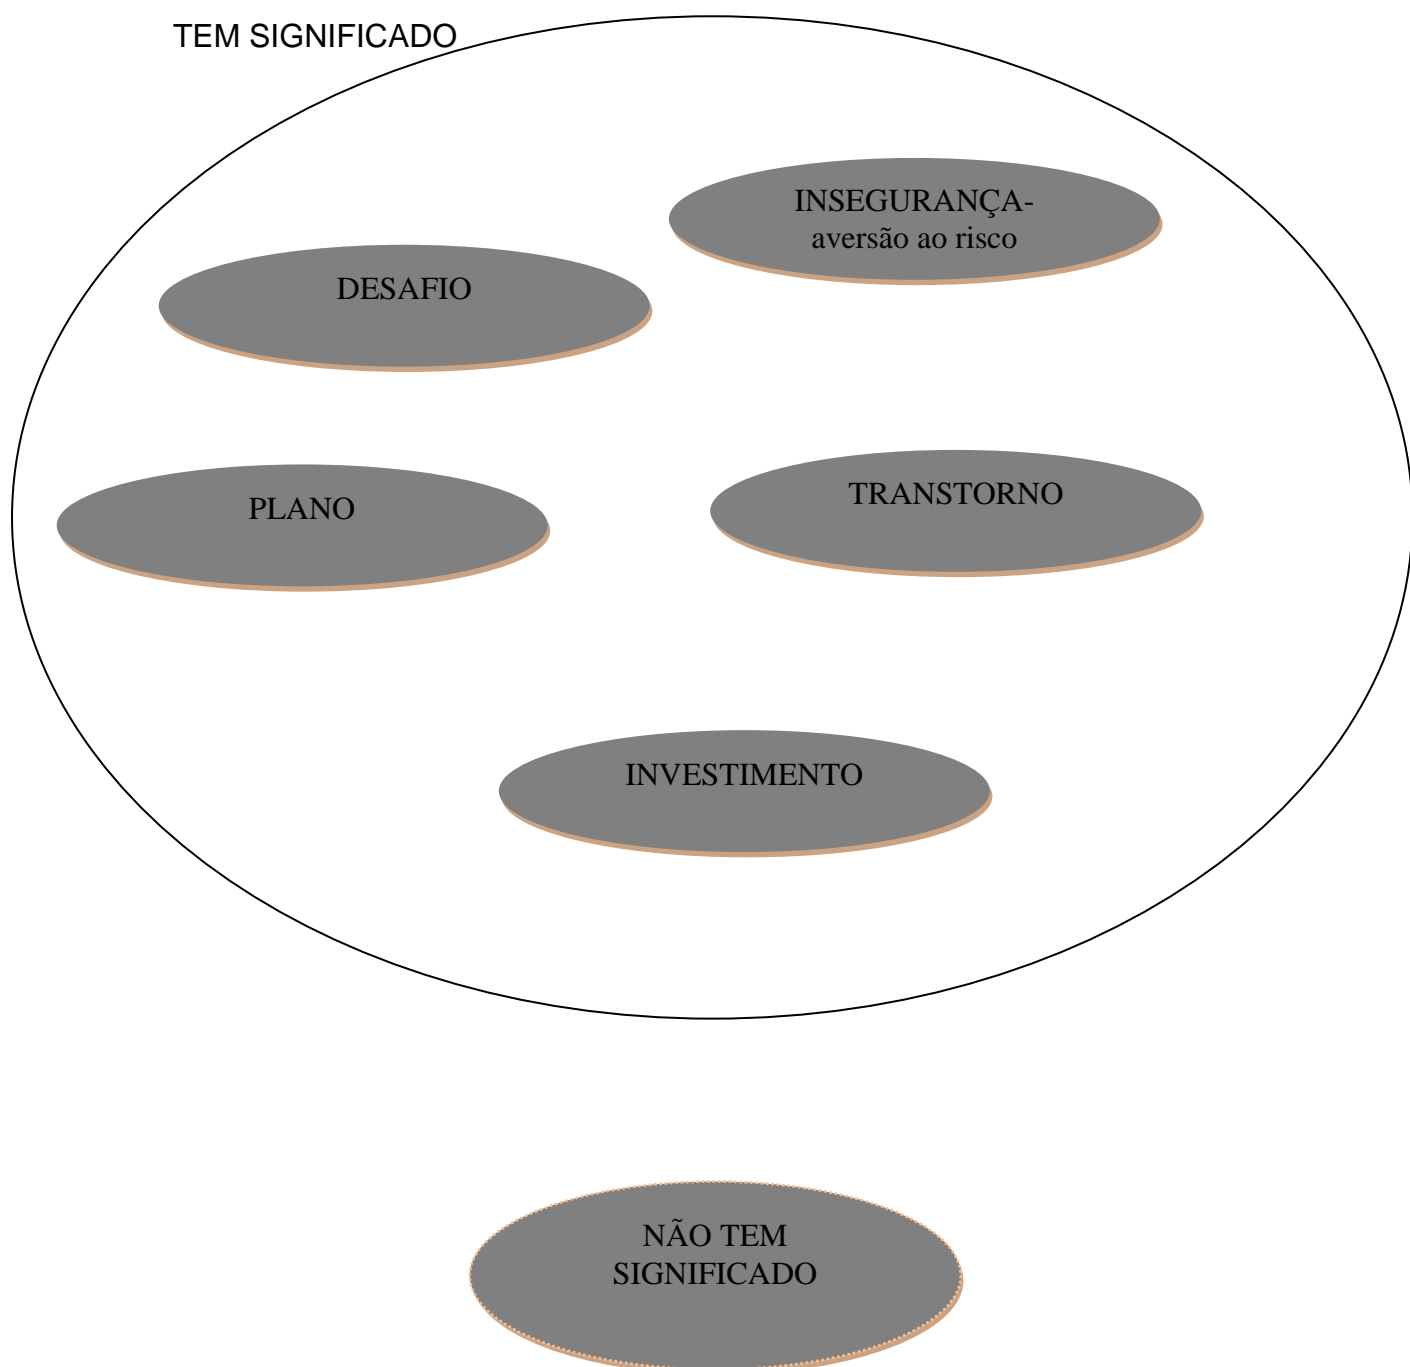 TEM SIGNIFICADO
INSEGURANÇA-
aversão ao risco
DESAFIO
PLANO
TRANSTORNO
INVESTIMENTO
NÃO TEM
SIGNIFICADO